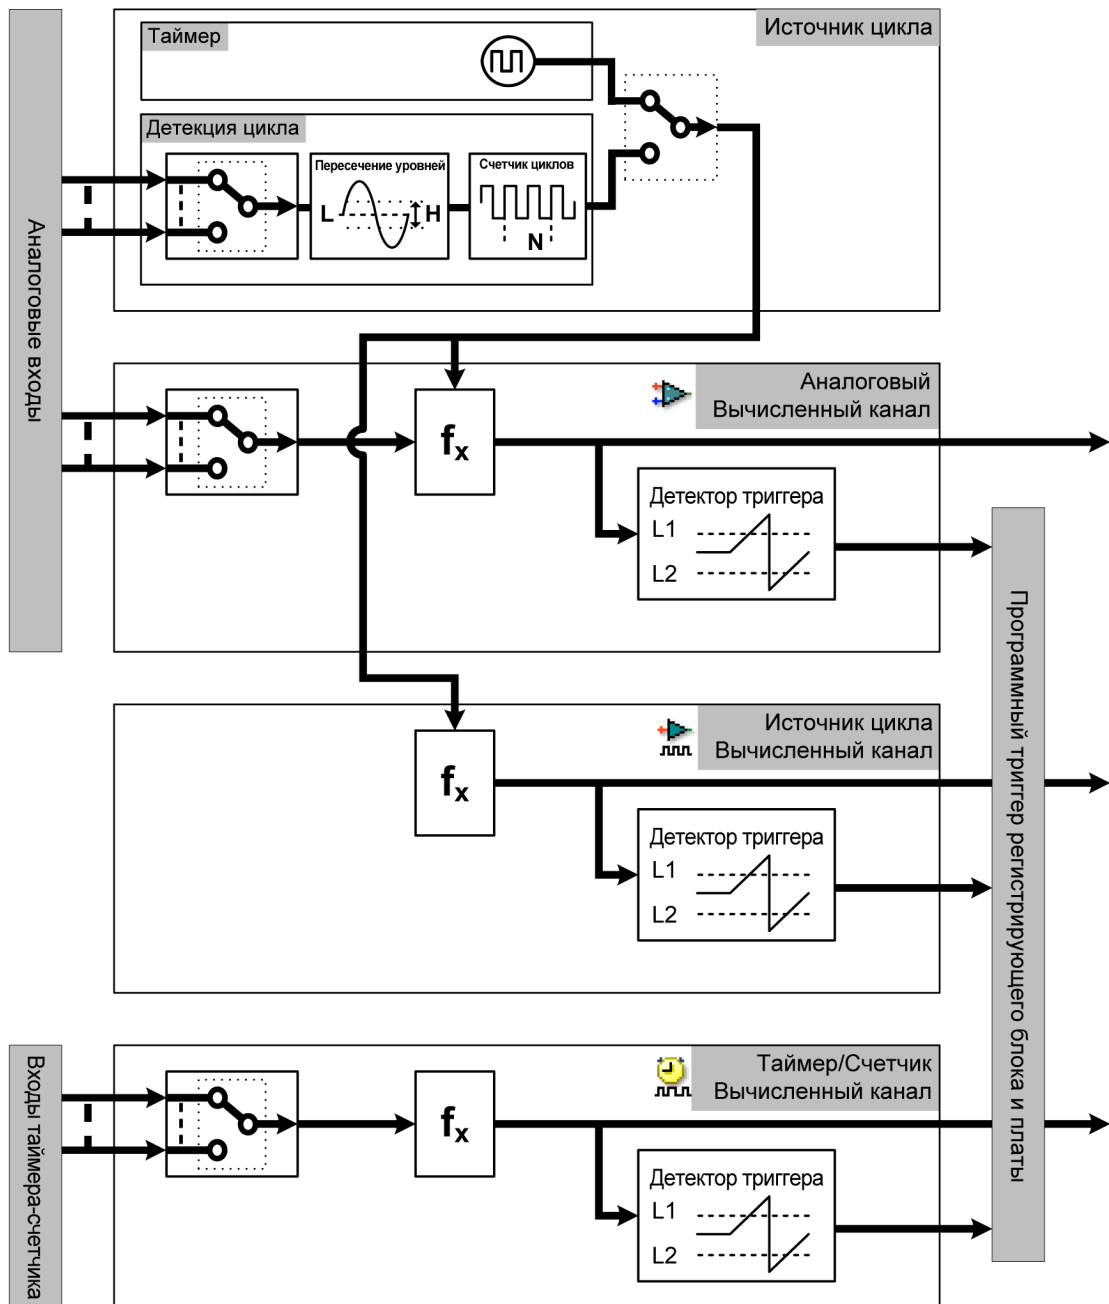 Аналоговые входы
Таймер
Источник цикла
Детекция цикла
Пересечение уровней
L
H
Счетчик циклов
N
Аналоговый
Вычисленный канал
fx
Детектор триггера
L1
L2
Программный триггер регистрирующего блока и платы
Источник цикла
Вычисленный канал
fx
Детектор триггера
L1
L2
Входы таймера-счетчика
Таймер/Счетчик
Вычисленный канал
fx
Детектор триггера
L1
L2